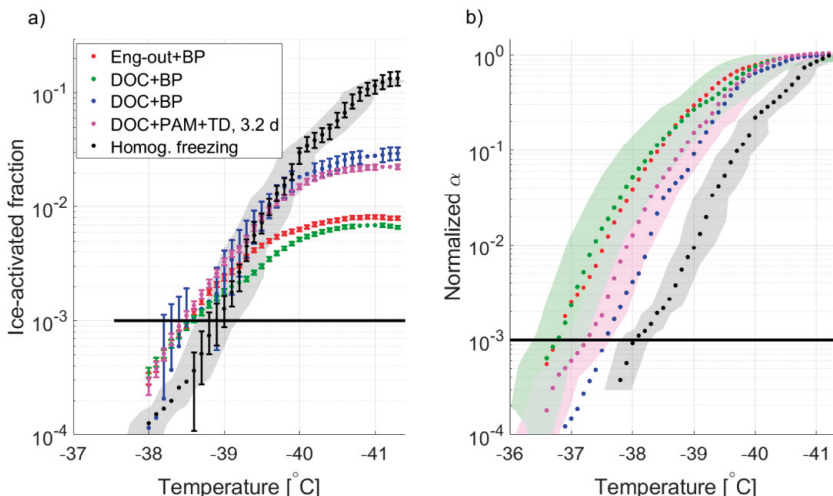 a)
Ice-activated fraction
10^-1
10^-2
10^-3
10^-4
Eng-out+BP
DOC+BP
DOC+BP
DOC+PAM+TD, 3.2 d
Homog. freezing
-37 -38 -39 -40 -41
Temperature [°C]
b)
Normalized α
10^0
10^-1
10^-2
10^-3
10^-4
-36 -37 -38 -39 -40 -41
Temperature [°C]